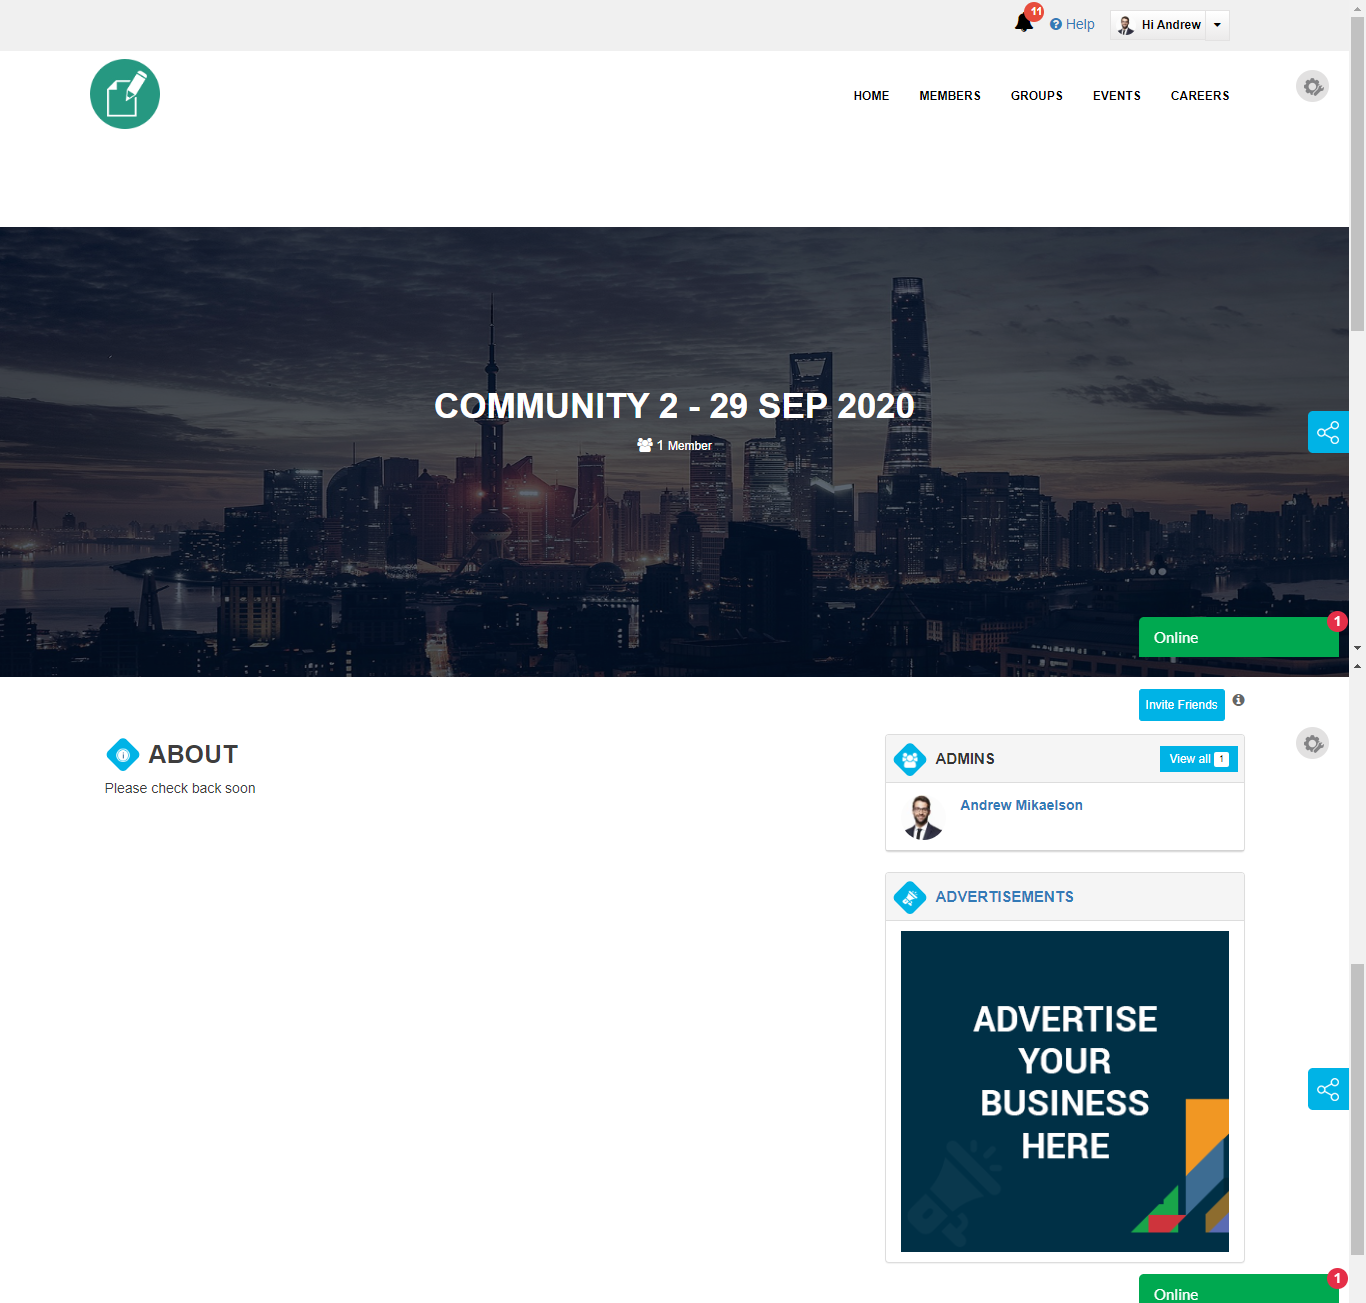 11
Help
Hi Andrew
HOME MEMBERS GROUPS EVENTS CAREERS
COMMUNITY 2 - 29 SEP 2020
1 Member
1
Online
Invite Friends
ABOUT
Please check back soon
ADMINS
View all 1
Andrew Mikaelson
ADVERTISEMENTS
ADVERTISE
YOUR
BUSINESS
HERE
1
Online